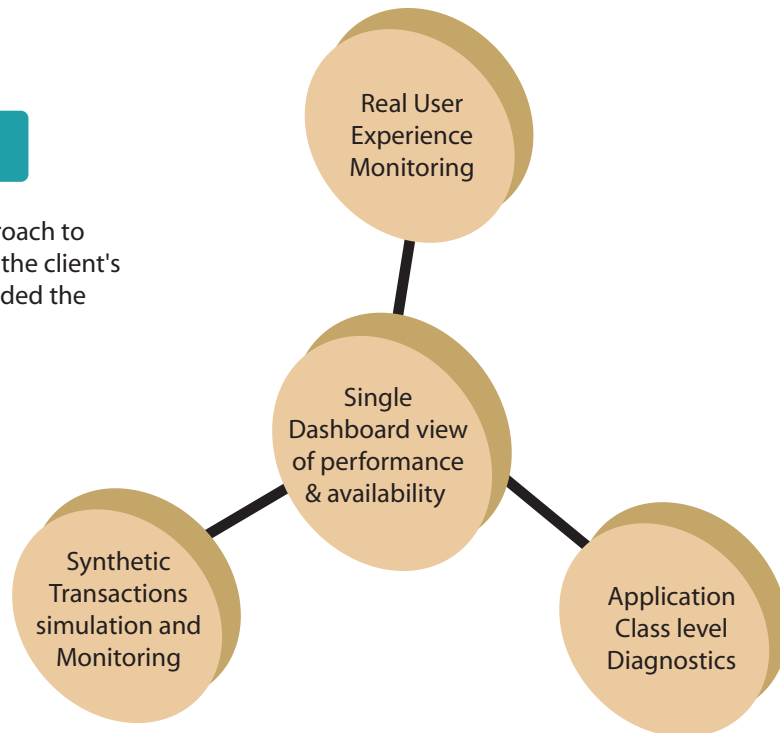 Real User
Experience
Monitoring
roach to
the client's
ded the
Single
Dashboard view
of performance
& availability
Synthetic
Transactions
simulation and
Monitoring
Application
Class level
Diagnostics